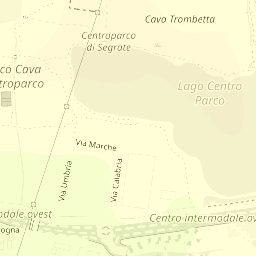 Cavo Trombetta
Centroparco
di Segrate
co Cava
troparco
Lago Centro
Parco
Via Marche
Via Umbria
Via Calabria
odale ovest
Centro intermodale ov
ogna